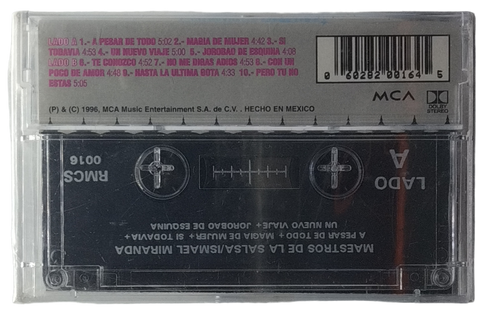 LADO A 1.- A PESAR DE TODO 5:02 2.- MAGIA DE MUJER 4:42 3.- SI
TODAVIA 4:53 4.- UN NUEVO VIAJE 5:00 5.- JOROBAO DE ESQUINA 4:08
LADO B 6.- TE CONOZCO 4:52 7.- NO ME DIGAS ADIOS 4:53 8.- CON UN
POCO DE AMOR 4:48 9.- HASTA LA ULTIMA GOTA 4:33 10.- PERO TU NO
ESTAS 5:05
0 60282 00164 5
(P) & (C) 1996, MCA Music Entertainment S.A. de C.V. . HECHO EN MEXICO
MCA
DOLBY
STEREO
LADO
A
RMCS
0016
MAESTROS DE LA SALSA/ISMAEL MIRANDA
A PESAR DE TODO + MAGIA DE MUJER + SI TODAVIA +
UN NUEVO VIAJE + JOROBAO DE ESQUINA